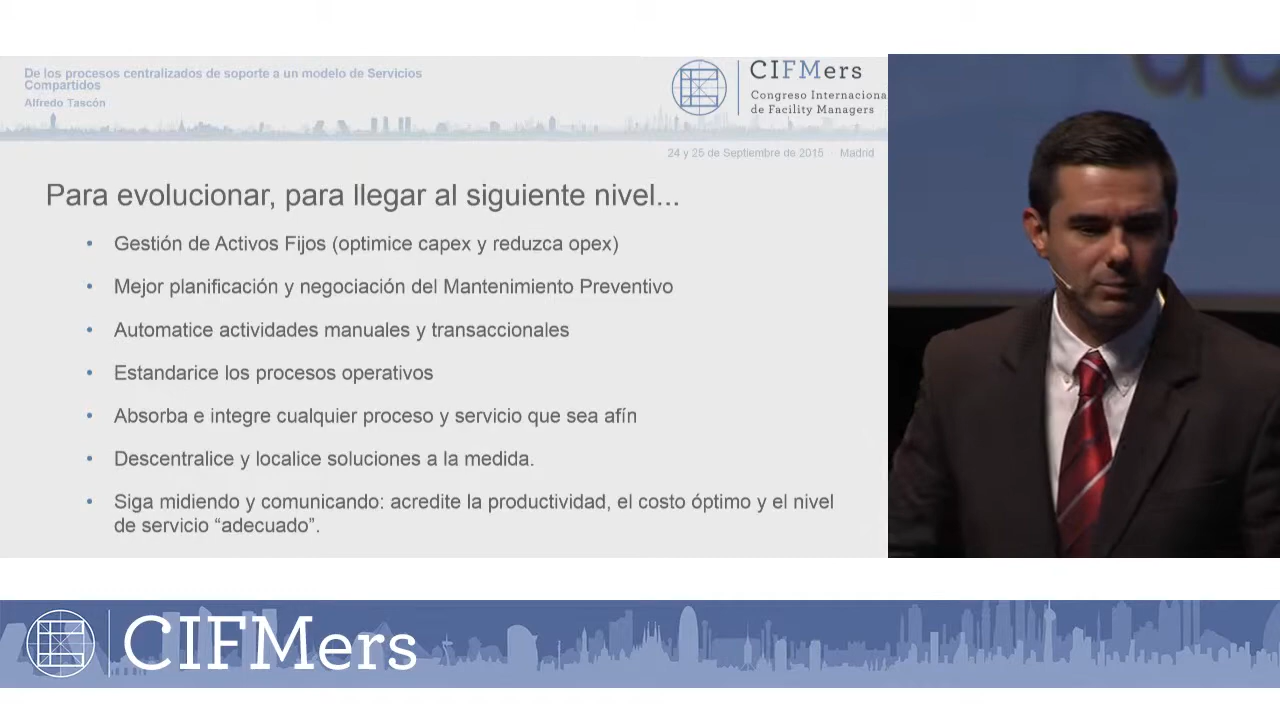 De los procesos centralizados de soporte a un modelo de Servicios
Compartidos
Alfredo Tascón
CIFMers
Congreso Internaciona
de Facility Managers
24 y 25 de Septiembre de 2015 · Madrid
Para evolucionar, para llegar al siguiente nivel...
• Gestión de Activos Fijos (optimice capex y reduzca opex)
• Mejor planificación y negociación del Mantenimiento Preventivo
• Automatice actividades manuales y transaccionales
• Estandarice los procesos operativos
• Absorba e integre cualquier proceso y servicio que sea afín
• Descentralice y localice soluciones a la medida.
• Siga midiendo y comunicando: acredite la productividad, el costo óptimo y el nivel
de servicio “adecuado”.
CIFMers